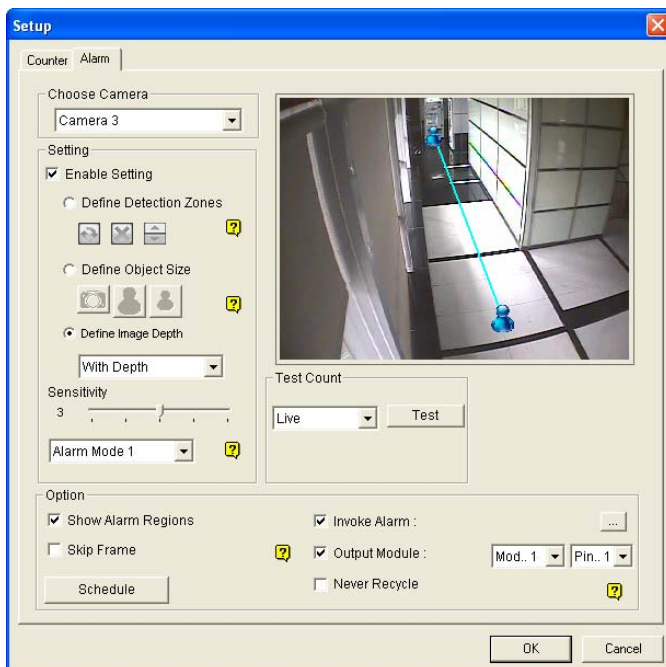 Setup
Counter Alarm
Choose Camera
Camera 3
Setting
Enable Setting
Define Detection Zones
?
Define Object Size
?
Define Image Depth
With Depth
Sensitivity
3
Alarm Mode 1
?
Test Count
Live
Test
Option
Show Alarm Regions
Skip Frame
?
Schedule
Invoke Alarm :
...
Output Module :
Mod.. 1
Pin.. 1
Never Recycle
?
OK
Cancel